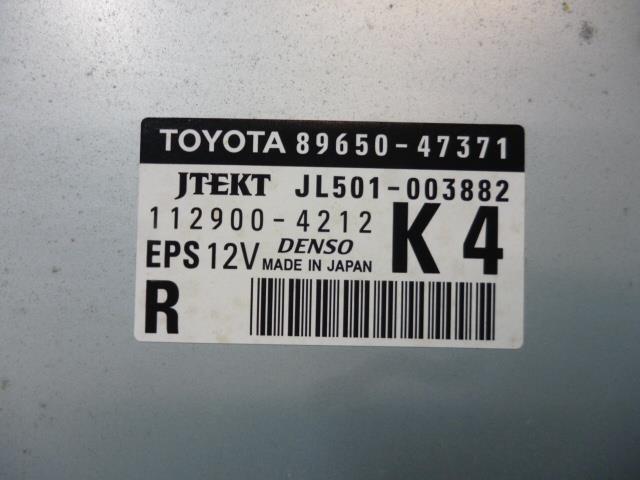 TOYOTA 89650-47371
JTEKT JL501-003882
112900-4212 K4
EPS 12V DENSO
MADE IN JAPAN
R